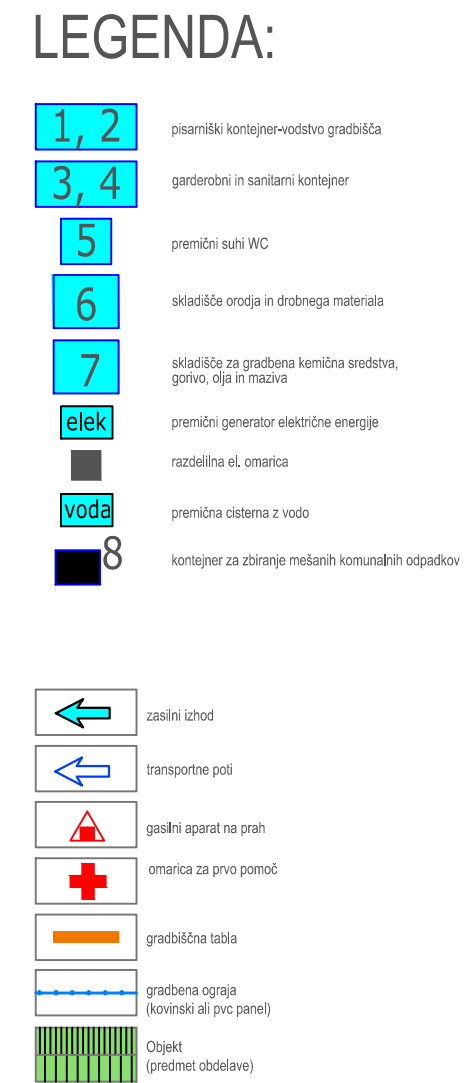 LEGENDA:
1, 2 pisarniški kontejner-vodstvo gradbišča
3, 4 garderobni in sanitarni kontejner
5 premični suhi WC
6 skladišče orodja in drobnega materiala
7 skladišče za gradbena kemična sredstva,
gorivo, olja in maziva
elek premični generator električne energije
razdelilna el. omarica
voda premična cisterna z vodo
8 kontejner za zbiranje mešanih komunalnih odpadkov
zasilni izhod
transportne poti
gasilni aparat na prah
omarica za prvo pomoč
gradbiščna tabla
gradbena ograja
(kovinski ali pvc panel)
Objekt
(predmet obdelave)